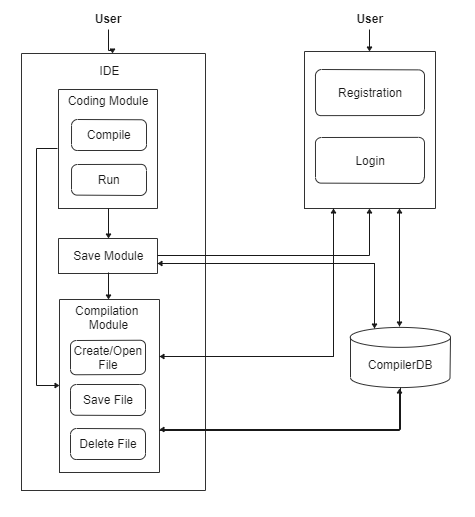 User
User
IDE
Coding Module
Compile
Run
Registration
Login
Save Module
Compilation
Module
Create/Open
File
Save File
Delete File
CompilerDB